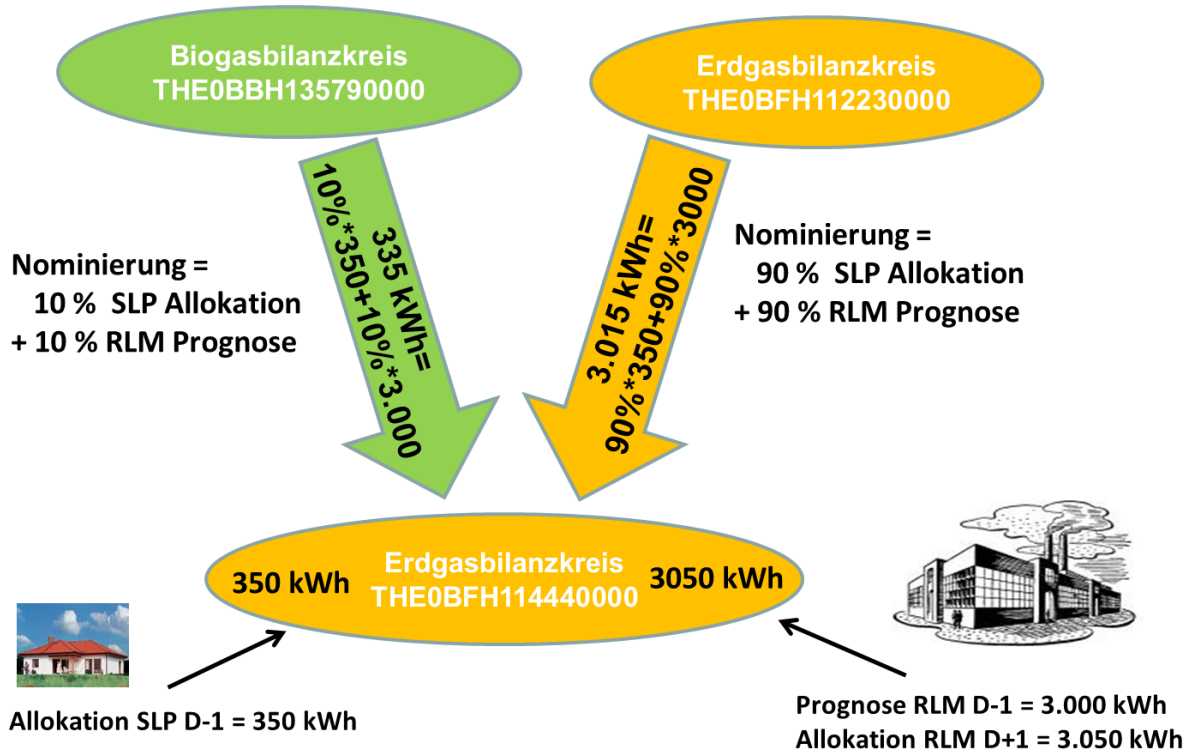 Biogasbilanzkreis
THE0BBH135790000
Erdgasbilanzkreis
THE0BFH112230000
335 kWh=
10%*350+10%*3.000
3.015 kWh=
90%*350+90%*3000
Nominierung =
10 % SLP Allokation
+ 10 % RLM Prognose
Nominierung =
90 % SLP Allokation
+ 90 % RLM Prognose
350 kWh
Erdgasbilanzkreis
THE0BFH114440000
3050 kWh
Allokation SLP D-1 = 350 kWh
Prognose RLM D-1 = 3.000 kWh
Allokation RLM D+1 = 3.050 kWh